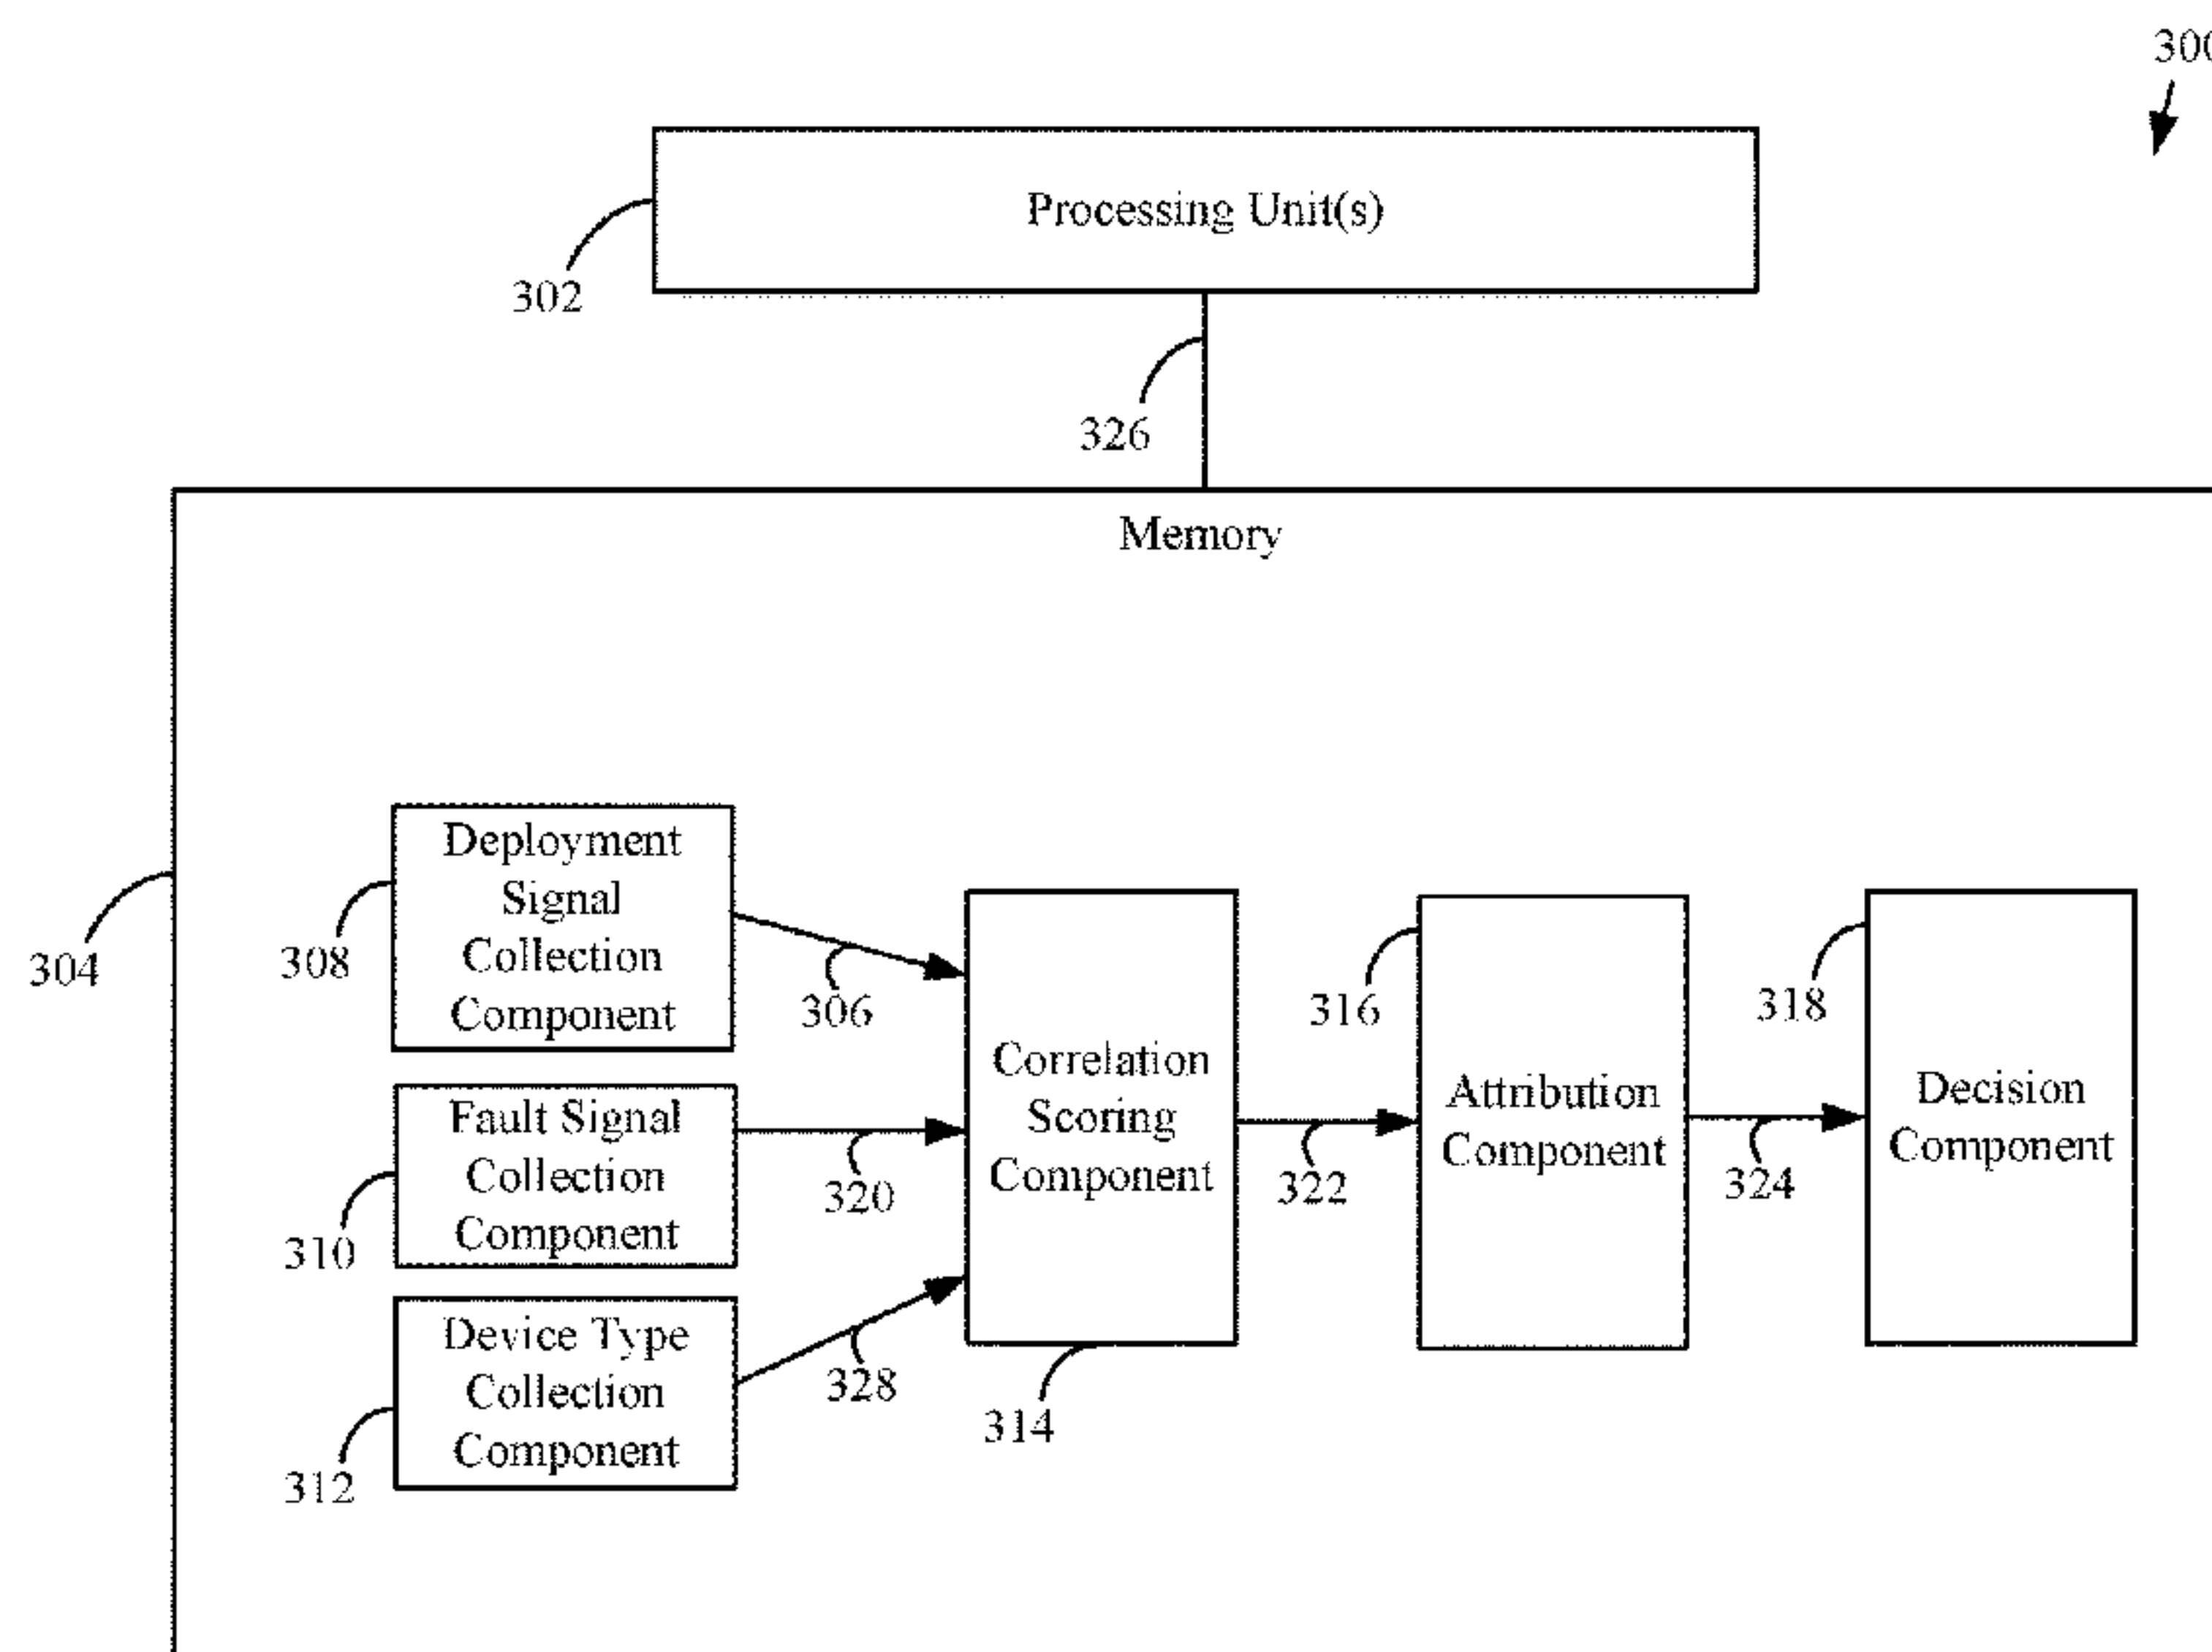 300
Processing Unit(s)
302
326
Memory
304
Deployment
Signal
Collection
Component
308
306
Fault Signal
Collection
Component
310
320
Device Type
Collection
Component
312
328
Correlation
Scoring
Component
314
322
316
Attribution
Component
324
318
Decision
Component